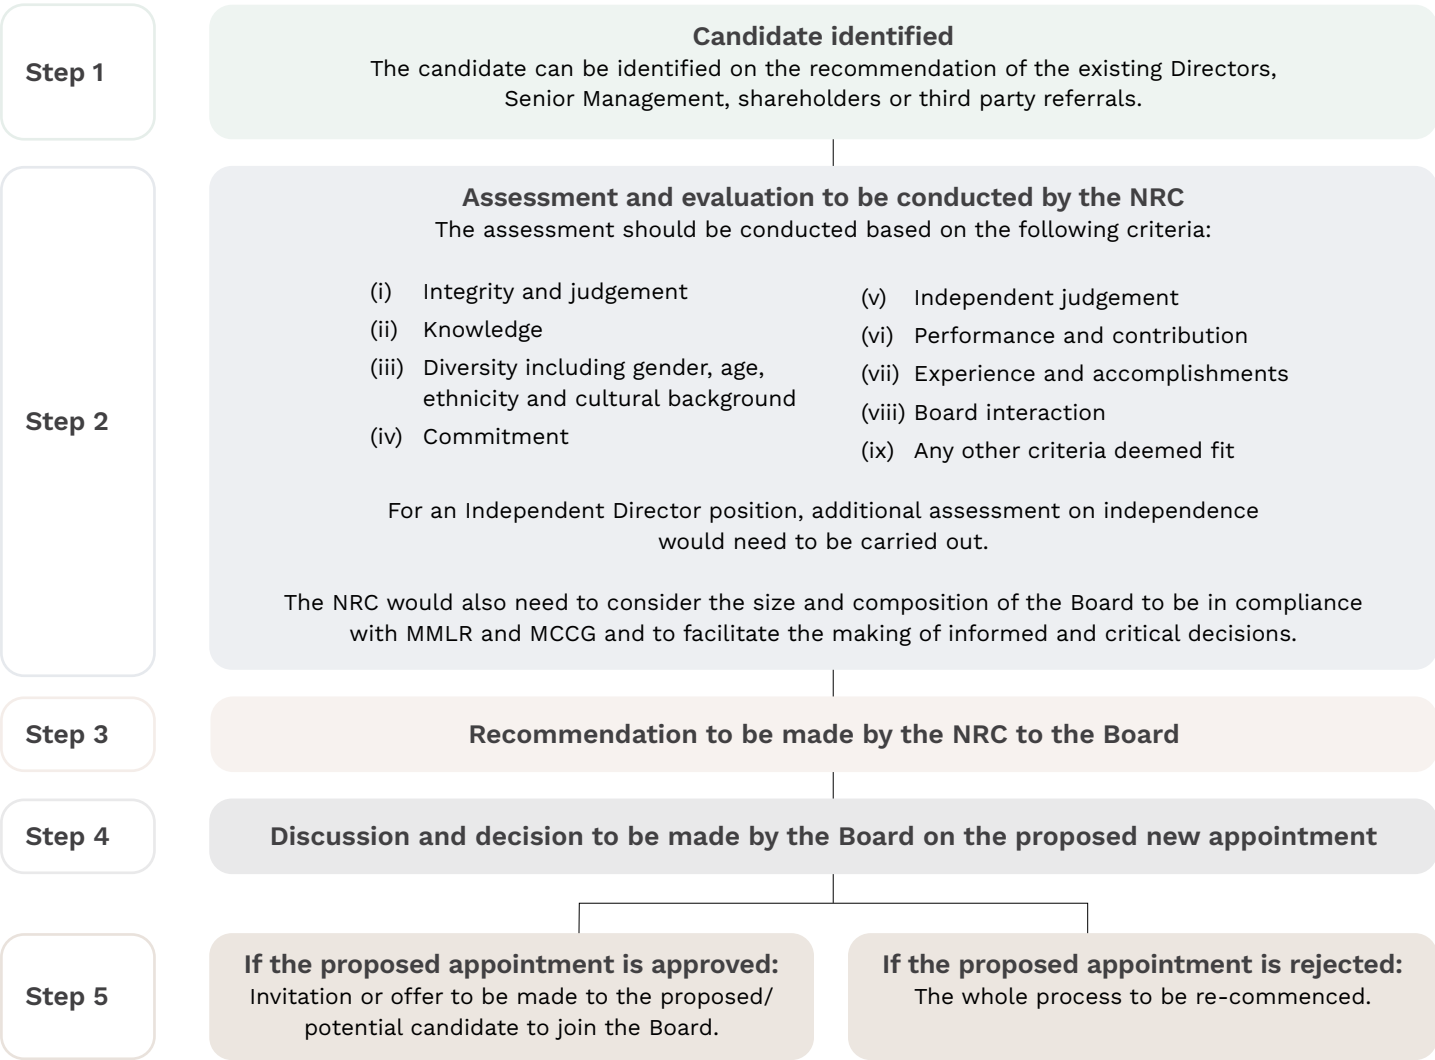 Step 1
Candidate identified
The candidate can be identified on the recommendation of the existing Directors,
Senior Management, shareholders or third party referrals.
Step 2
Assessment and evaluation to be conducted by the NRC
The assessment should be conducted based on the following criteria:
(i) Integrity and judgement
(ii) Knowledge
(iii) Diversity including gender, age,
ethnicity and cultural background
(iv) Commitment
(v) Independent judgement
(vi) Performance and contribution
(vii) Experience and accomplishments
(viii) Board interaction
(ix) Any other criteria deemed fit
For an Independent Director position, additional assessment on independence
would need to be carried out.
The NRC would also need to consider the size and composition of the Board to be in compliance
with MMLR and MCCG and to facilitate the making of informed and critical decisions.
Step 3
Recommendation to be made by the NRC to the Board
Step 4
Discussion and decision to be made by the Board on the proposed new appointment
Step 5
If the proposed appointment is approved:
Invitation or offer to be made to the proposed/
potential candidate to join the Board.
If the proposed appointment is rejected:
The whole process to be re-commenced.